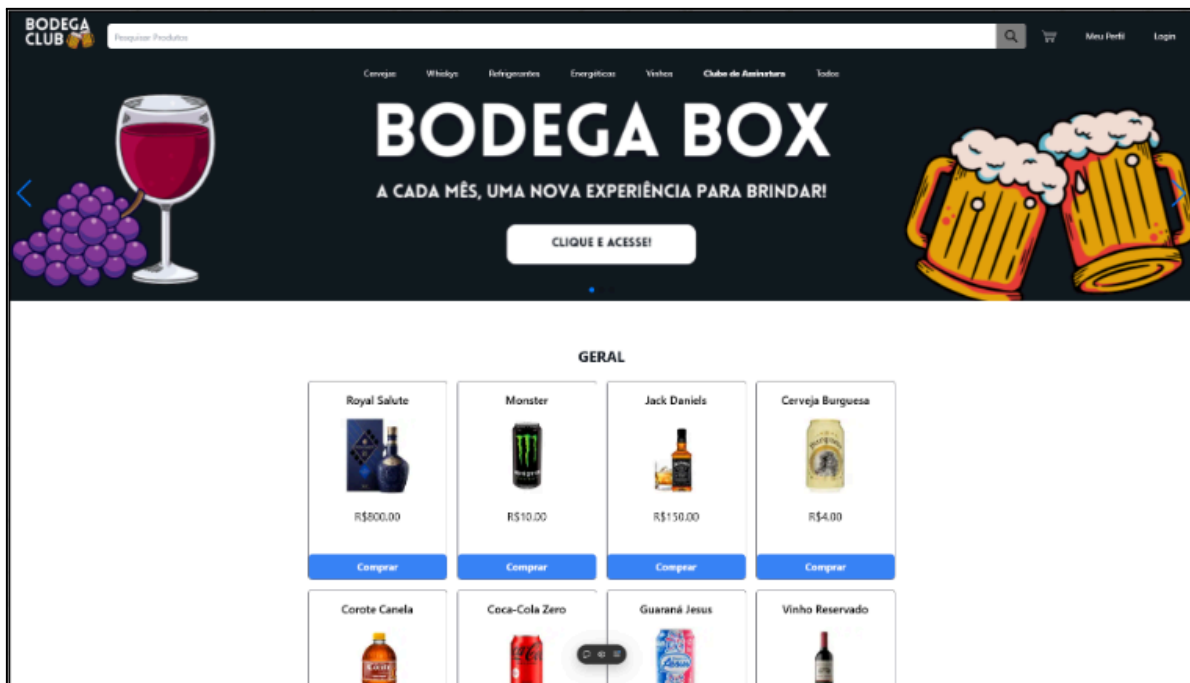 BODEGA
CLUB
Pesquisar Produtos
Meu Perfil
Login
Cervejas
Whiskys
Refrigerantes
Energéticos
Vinhos
Clube de Assinatura
Todos
BODEGA BOX
A CADA MÊS, UMA NOVA EXPERIÊNCIA PARA BRINDAR!
CLIQUE E ACESSE!
GERAL
Royal Salute
Monster
Jack Daniels
Cerveja Burguesa
R$800.00
R$10.00
R$150.00
R$4.00
Comprar
Comprar
Comprar
Comprar
Corote Canela
Coca-Cola Zero
Guaraná Jesus
Vinho Reservado